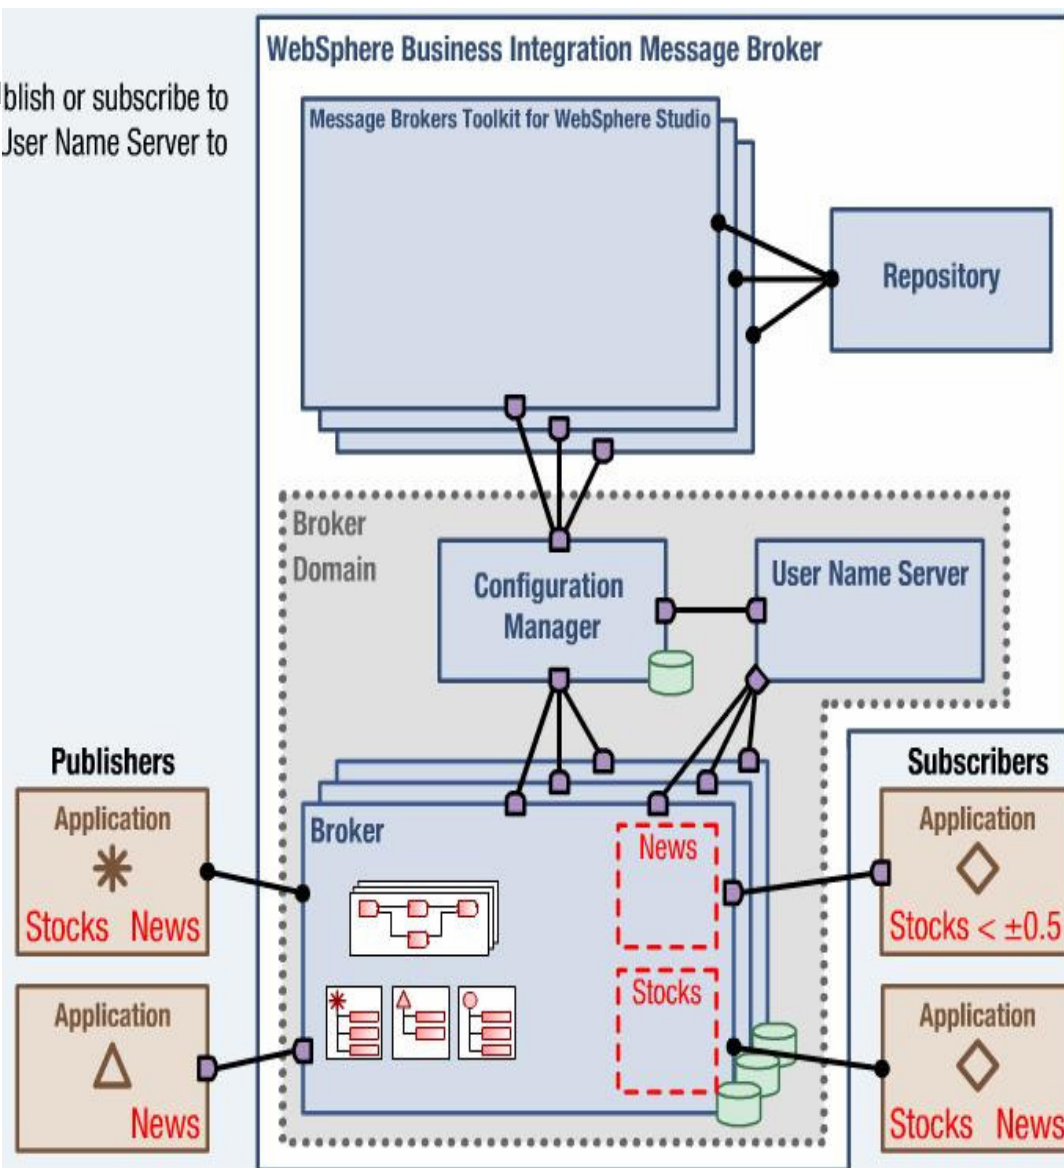 WebSphere Business Integration Message Broker
blish or subscribe to
User Name Server to
Message Brokers Toolkit for WebSphere Studio
Repository
Broker
Domain
Configuration
Manager
User Name Server
Publishers
Application
Stocks News
Application
News
Broker
News
Stocks
Subscribers
Application
Stocks < ±0.5
Application
Stocks News